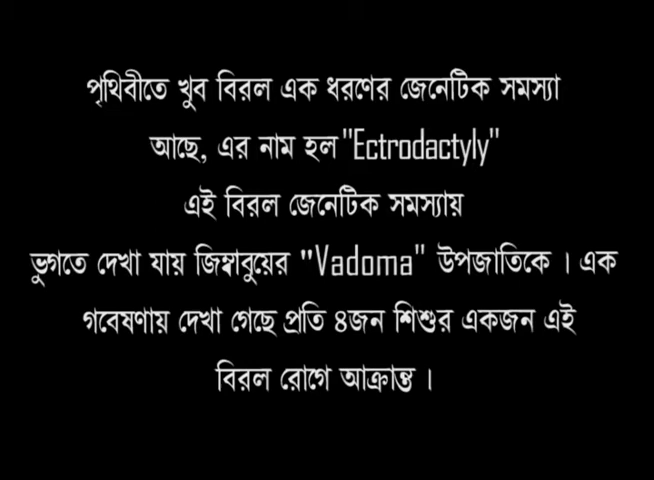 পৃথিবীতে খুব বিরল এক ধরণের জেনেটিক সমস্যা
আছে, এর নাম হল "Ectrodactyly"
এই বিরল জেনেটিক সমস্যায়
ভুগতে দেখা যায় জিম্বাবুয়ের "Vadoma" উপজাতিকে । এক
গবেষণায় দেখা গেছে প্রতি ৪জন শিশুর একজন এই
বিরল রোগে আক্রান্ত ।